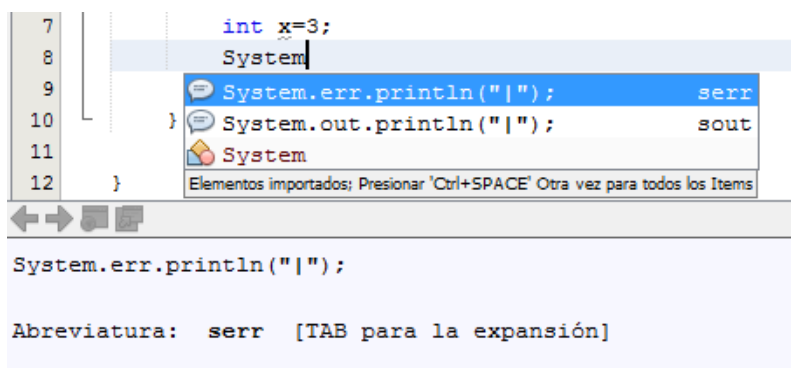 7 int x=3;
8 System
9 System.err.println("|"); serr
10 } System.out.println("|"); sout
11 System
12 } Elementos importados; Presionar 'Ctrl+SPACE' Otra vez para todos los Items
System.err.println("|");
Abreviatura: serr [TAB para la expansión]